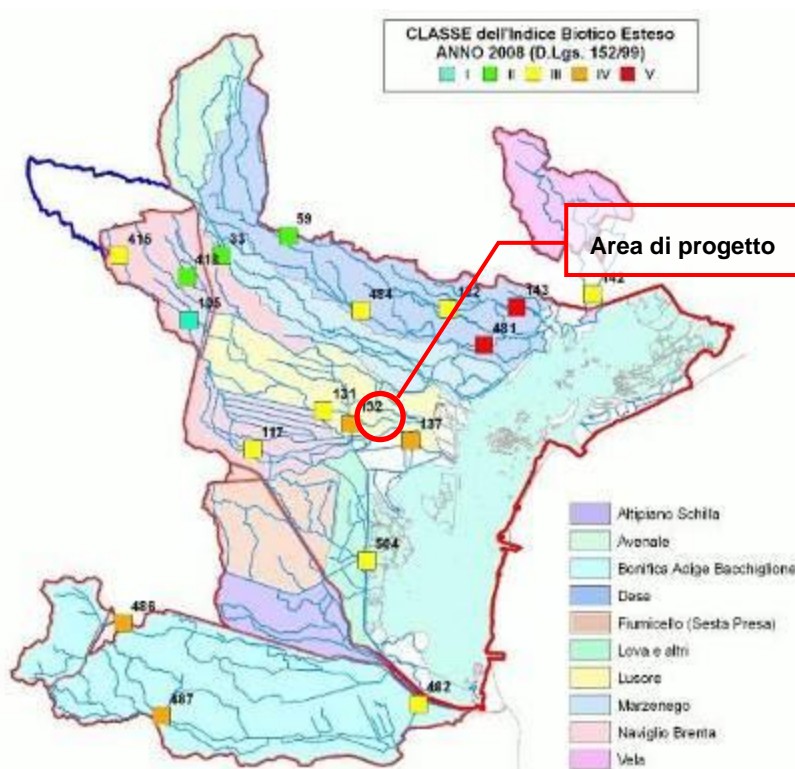 CLASSE dell'Indice Biotico Esteso
ANNO 2008 (D.Lgs. 152/99)
I II III IV V
59
Area di progetto
415
33
418
142
484
122
143
105
481
131
132
137
117
504
Altipiano Schilla
Avenale
Bonifica Adige Bacchiglione
Dese
Fiumicello (Sesta Presa)
486
Lova e altri
Lusore
482
Marzenego
487
Naviglio Brenta
Vela